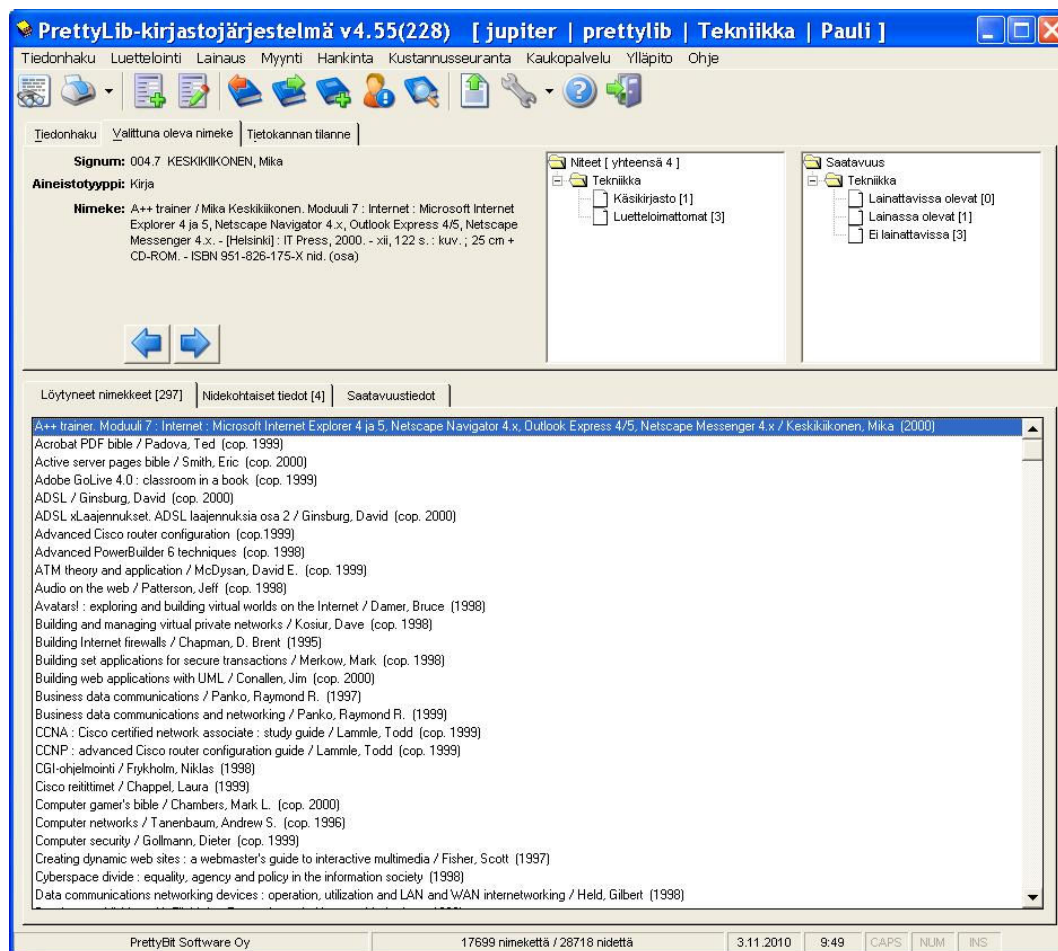 PrettyLib-kirjastojärjestelmä v4.55(228) [ jupiter | prettylib | Tekniikka | Pauli ]
Tiedonhaku Luettelointi Lainaus Myynti Hankinta Kustannusseuranta Kaukopalvelu Ylläpito Ohje
Tiedonhaku Valittuna oleva nimeke Tietokannan tilanne
Signum: 004.7 KESKIKIIKONEN, Mika
Aineistotyyppi: Kirja
Nimeke: A++ trainer / Mika Keskikiikonen. Moduuli 7 : Internet : Microsoft Internet
Explorer 4 ja 5, Netscape Navigator 4.x, Outlook Express 4/5, Netscape
Messenger 4.x. - [Helsinki] : IT Press, 2000. - xii, 122 s. : kuv. ; 25 cm +
CD-ROM. - ISBN 951-826-175-X nid. (osa)
Niteet [ yhteensä 4 ]
Tekniikka
Käsikirjasto [1]
Luetteloimattomat [3]
Saatavuus
Tekniikka
Lainattavissa olevat [0]
Lainassa olevat [1]
Ei lainattavissa [3]
Löytyneet nimekkeet [297] Nidekohtaiset tiedot [4] Saatavuustiedot
A++ trainer. Moduuli 7 : Internet : Microsoft Internet Explorer 4 ja 5, Netscape Navigator 4.x, Outlook Express 4/5, Netscape Messenger 4.x / Keskikiikonen, Mika (2000)
Acrobat PDF bible / Padova, Ted (cop. 1999)
Active server pages bible / Smith, Eric (cop. 2000)
Adobe GoLive 4.0 : classroom in a book (cop. 1999)
ADSL / Ginsburg, David (cop. 2000)
ADSL xLaajennukset. ADSL laajennuksia osa 2 / Ginsburg, David (cop. 2000)
Advanced Cisco router configuration (cop.1999)
Advanced PowerBuilder 6 techniques (cop. 1998)
ATM theory and application / McDysan, David E. (cop. 1999)
Audio on the web / Patterson, Jeff (cop. 1998)
Avatars! : exploring and building virtual worlds on the Internet / Damer, Bruce (1998)
Building and managing virtual private networks / Kosiur, Dave (cop. 1998)
Building Internet firewalls / Chapman, D. Brent (1995)
Building set applications for secure transactions / Merkow, Mark (cop. 1998)
Building web applications with UML / Conallen, Jim (cop. 2000)
Business data communications / Panko, Raymond R. (1997)
Business data communications and networking / Panko, Raymond R. (1999)
CCNA : Cisco certified network associate : study guide / Lammle, Todd (cop. 1999)
CCNP : advanced Cisco router configuration guide / Lammle, Todd (cop. 1999)
CGI-ohjelmointi / Frykholm, Niklas (1998)
Cisco reitittimet / Chappel, Laura (1999)
Computer gamer's bible / Chambers, Mark L. (cop. 2000)
Computer networks / Tanenbaum, Andrew S. (cop. 1996)
Computer security / Gollmann, Dieter (cop. 1999)
Creating dynamic web sites : a webmaster's guide to interactive multimedia / Fisher, Scott (1997)
Cyberspace divide : equality, agency and policy in the information society (1998)
Data communications networking devices : operation, utilization and LAN and WAN internetworking / Held, Gilbert (1998)
PrettyBit Software Oy 17699 nimekettä / 28718 nidettä 3.11.2010 9:49 CAPS NUM INS